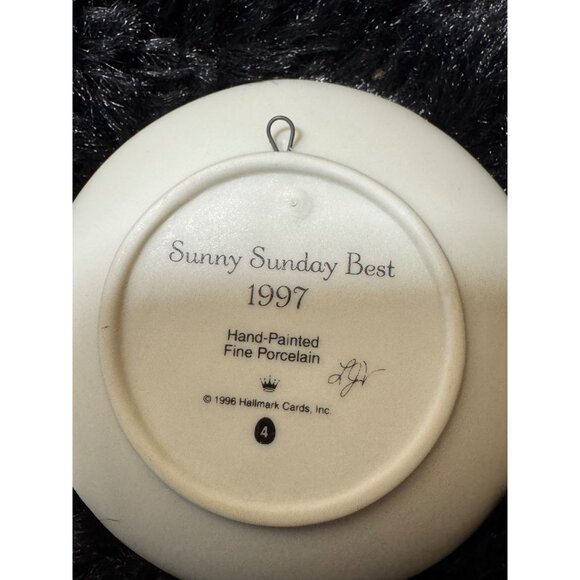 Sunny Sunday Best
1997
Hand-Painted
Fine Porcelain
© 1996 Hallmark Cards, Inc.
4